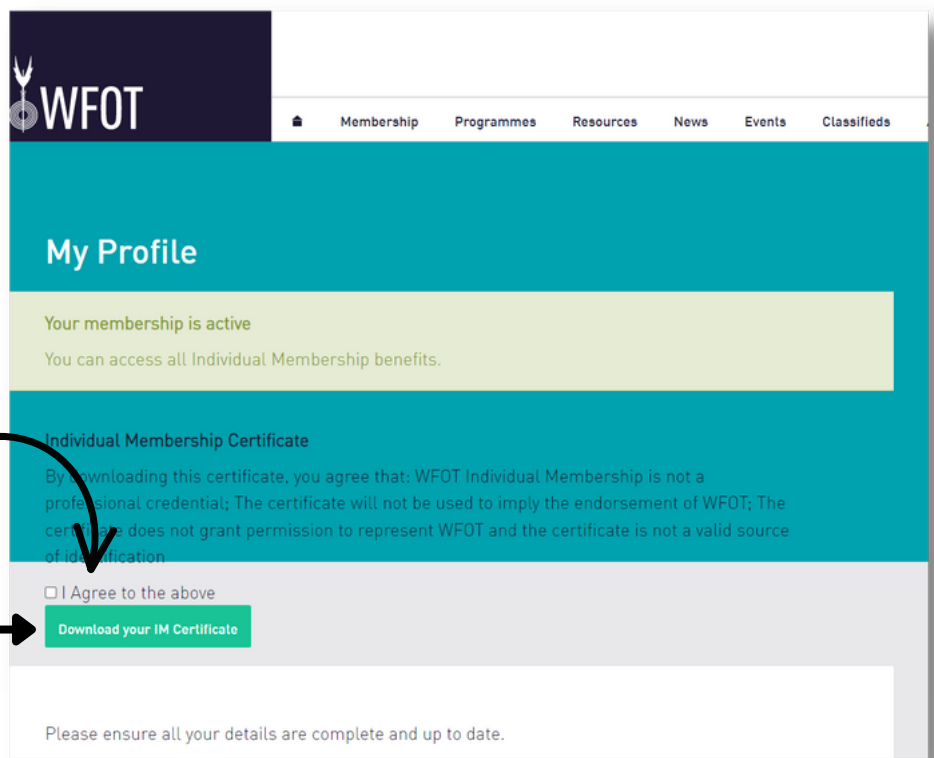 WFOT
Membership Programmes Resources News Events Classifieds
My Profile
Your membership is active
You can access all Individual Membership benefits.
Individual Membership Certificate
By downloading this certificate, you agree that: WFOT Individual Membership is not a
professional credential; The certificate will not be used to imply the endorsement of WFOT; The
certificate does not grant permission to represent WFOT and the certificate is not a valid source
of identification
I Agree to the above
Download your IM Certificate
Please ensure all your details are complete and up to date.